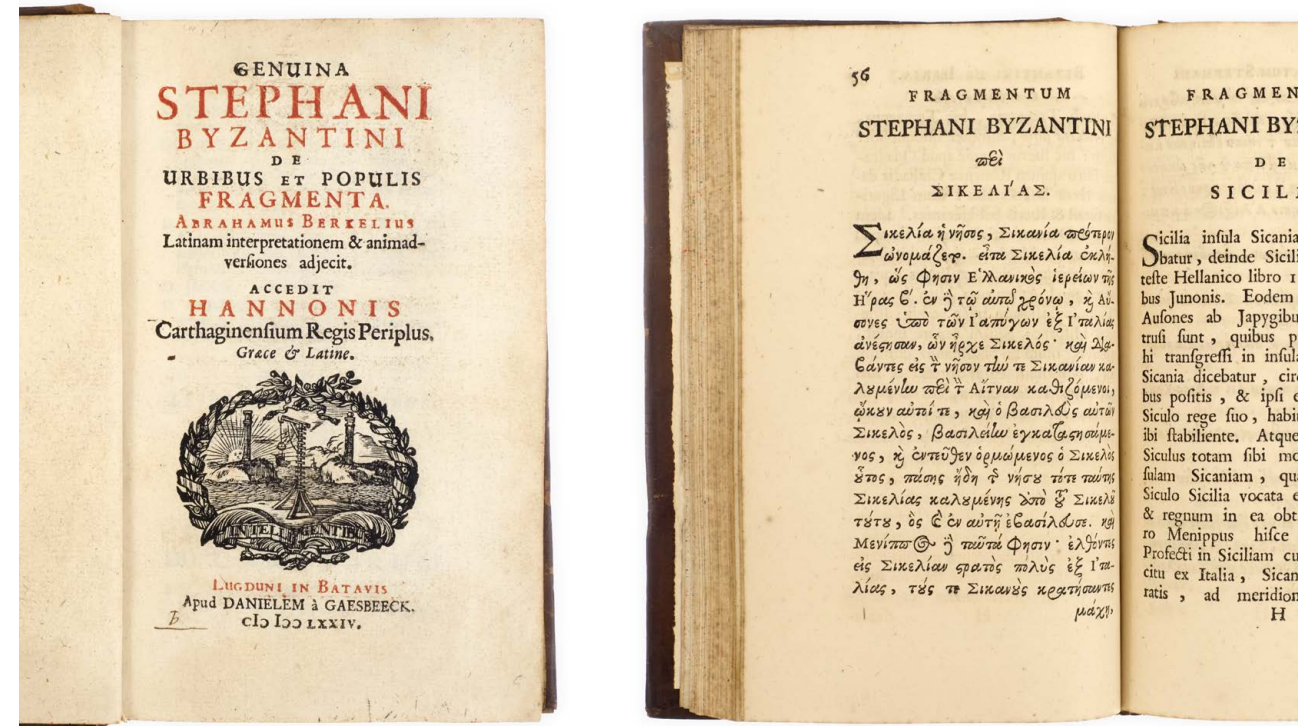 GENUINA
STEPHANI
BYZANTINI
DE
URBIBUS ET POPULIS
FRAGMENTA.
ABRAHAMUS BERKELIUS
Latinam interpretationem & animad-
versiones adjecit.
ACCEDIT
HANNONIS
Carthaginensium Regis Periplus,
Græce & Latine.
INTELLIGENTIBUS
LUGDUNI IN BATAVIS
Apud DANIELEM à GAESBEECK.
cIↃ IↃↃ LXXIV.
B
56
FRAGMENTUM
STEPHANI BYZANTINI
περὶ
ΣΙΚΕΛΙ'ΑΣ.
Σικελία ἡ νῆσος, Σικανία πρότερον
ὠνομάζετο. εἶτα Σικελία ἐκλή-
θη, ὥς φησιν Ἑλλανικὸς ἱερείων τῆς
Ἥρας β'. ἐν ᾗ τῷ αὐτῷ χρόνῳ, καὶ Αὔ-
σονες ὑπὸ τῶν Ἰαπύγων ἐξ Ἰταλίας
ἀνέστησαν, ὧν ἦρχε Σικελός· καὶ Δια-
βάντες εἰς τ νῆσον τὴν τε Σικανίαν κα-
λουμένην περὶ τ Αἴτναν καθιζόμενοι,
ᾤκουν αὐτοί τε, καὶ ὁ βασιλεὺς αὐτῶν
Σικελὸς, βασιλείαν ἐγκαταστησάμε-
νος, καὶ ἐντεῦθεν ὁρμώμενος ὁ Σικελὸς
οὗτος, πάσης ἤδη τ νήσου τότε ταύτης
Σικελίας καλουμένης ἀπὸ τοῦ Σικελοῦ
τούτου, ὃς καὶ ἐν αὐτῇ ἐβασίλευσε. καὶ
Μένιππος ᾗ ταῦτά φησιν· ἐλθόντες
εἰς Σικελίαν στρατὸς πολὺς ἐξ Ἰτα-
λίας, τούς τε Σικανοὺς κρατήσαντες
μάχῃ,
FRAGMEN
STEPHANI BY
DE
SICIL
Sicilia insula Sicania
batur, deinde Sicili
teste Hellanico libro 1
bus Junonis. Eodem
Ausones ab Japygibu
trusi sunt, quibus p
hi transgressi in insula
Sicania dicebatur, cir
bus positis, & ipsi e
Siculo rege suo, habi
ibi stabiliente. Atque
Siculus totam sibi mo
sulam Sicaniam, qu
Siculo Sicilia vocata e
& regnum in ea obt
ro Menippus hisce
Profecti in Siciliam cu
citu ex Italia, Sican
ratis, ad meridion
H